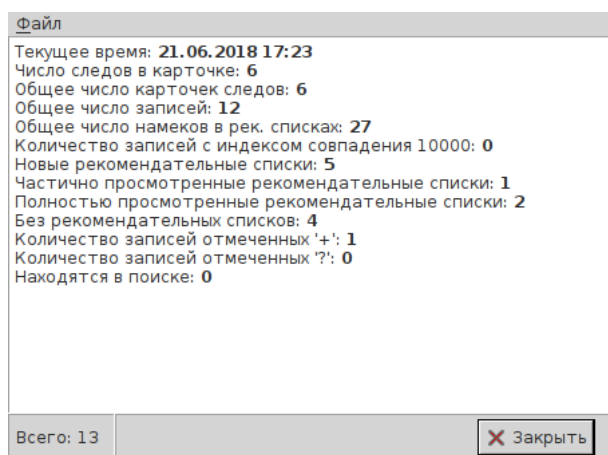 Файл
Текущее время: 21.06.2018 17:23
Число следов в карточке: 6
Общее число карточек следов: 6
Общее число записей: 12
Общее число намеков в рек. списках: 27
Количество записей с индексом совпадения 10000: 0
Новые рекомендательные списки: 5
Частично просмотренные рекомендательные списки: 1
Полностью просмотренные рекомендательные списки: 2
Без рекомендательных списков: 4
Количество записей отмеченных '+': 1
Количество записей отмеченных '?': 0
Находятся в поиске: 0
Всего: 13
Закрыть